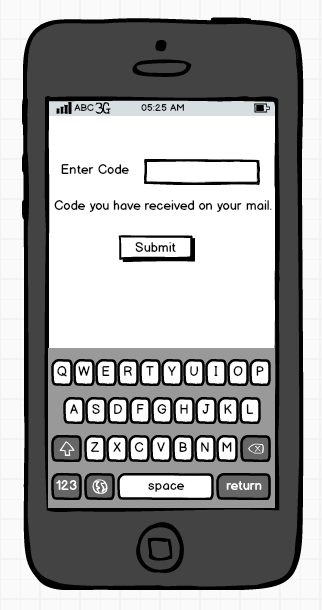 ABC 3G 05:25 AM
Enter Code
Code you have received on your mail.
Submit
Q W E R T Y U I O P
A S D F G H J K L
Z X C V B N M
123 space return